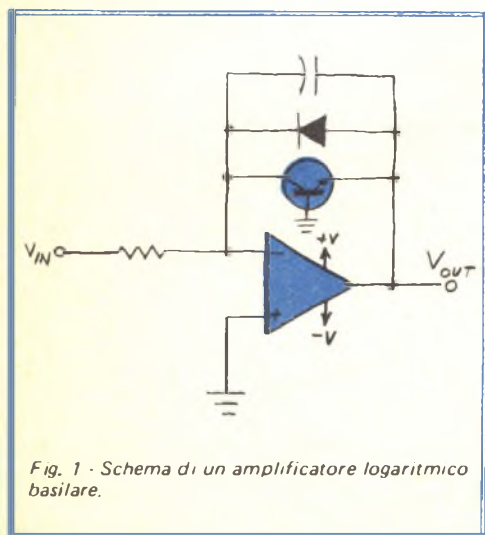 +V
VIN
VOUT
−
+
-V
Fig. 1 - Schema di un amplificatore logaritmico
basilare.